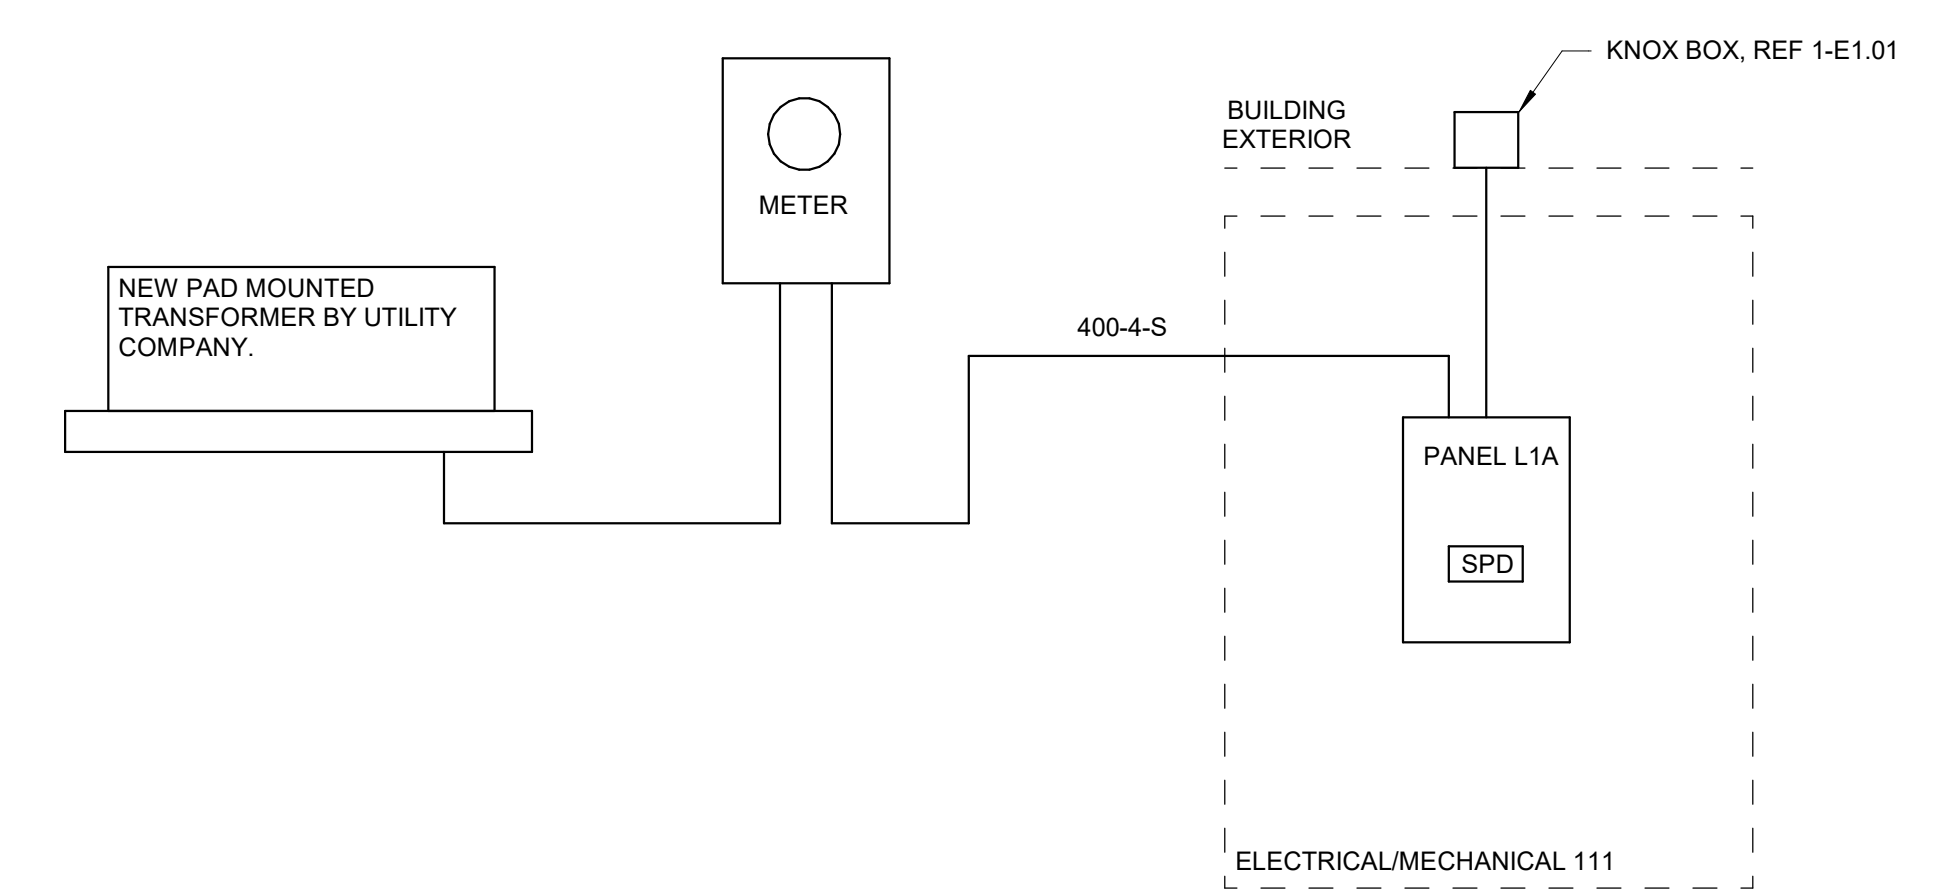 KNOX BOX, REF 1-E1.01
BUILDING
EXTERIOR
METER
NEW PAD MOUNTED
TRANSFORMER BY UTILITY
COMPANY.
400-4-S
PANEL L1A
SPD
ELECTRICAL/MECHANICAL 111